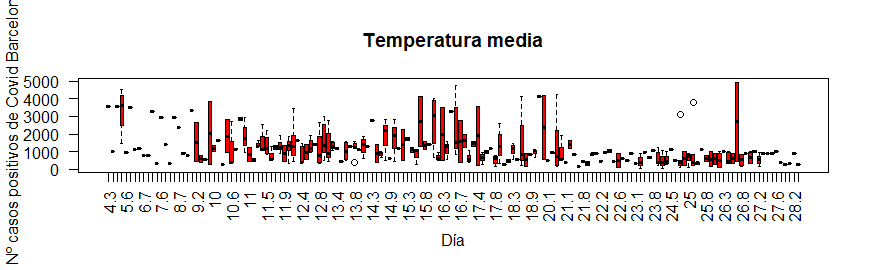 Temperatura media
Nº casos positivos de Covid Barcelon
5000
4000
3000
2000
1000
0
4.3 5.6 6.7 7.6 8.7 9.2 10 10.6 11 11.5 11.9 12.4 12.8 13.4 13.8 14.3 14.9 15.3 15.8 16.3 16.7 17.4 17.8 18.3 18.9 20.1 21.1 21.8 22.2 22.6 23.1 23.8 24.5 25 25.8 26.3 26.8 27.2 27.6 28.2
Día